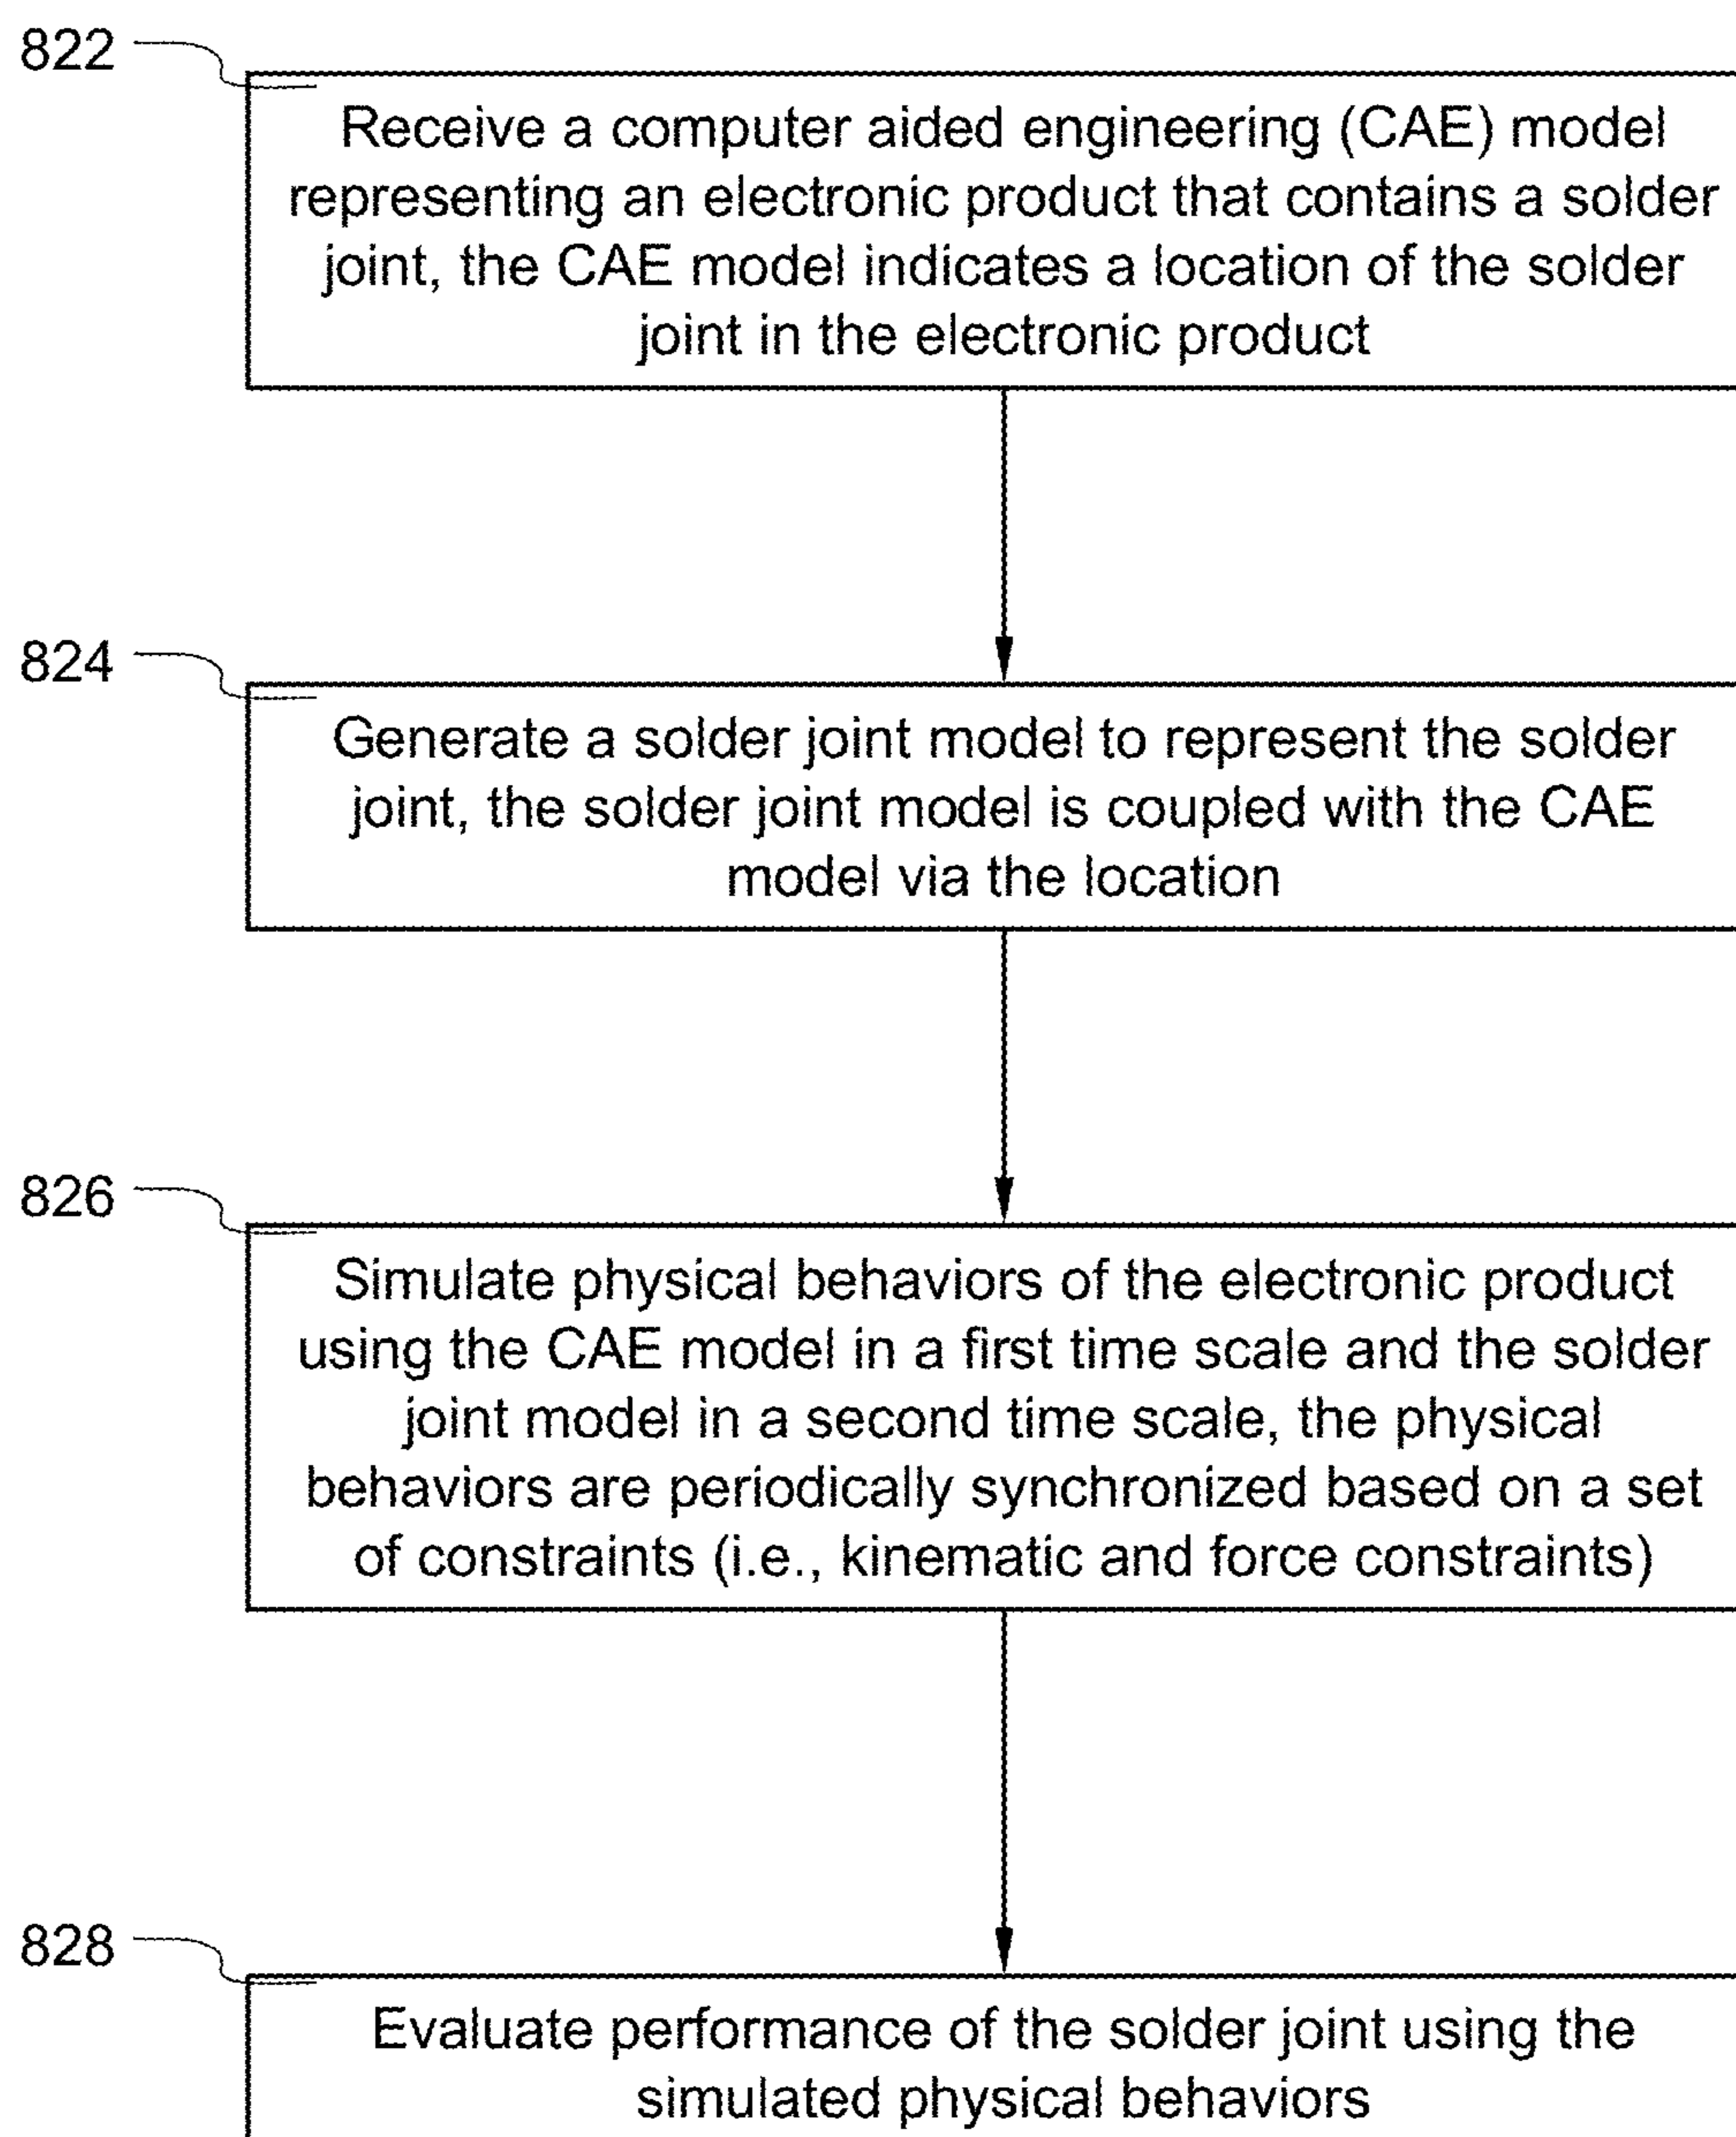 822
Receive a computer aided engineering (CAE) model
representing an electronic product that contains a solder
joint, the CAE model indicates a location of the solder
joint in the electronic product
824
Generate a solder joint model to represent the solder
joint, the solder joint model is coupled with the CAE
model via the location
826
Simulate physical behaviors of the electronic product
using the CAE model in a first time scale and the solder
joint model in a second time scale, the physical
behaviors are periodically synchronized based on a set
of constraints (i.e., kinematic and force constraints)
828
Evaluate performance of the solder joint using the
simulated physical behaviors